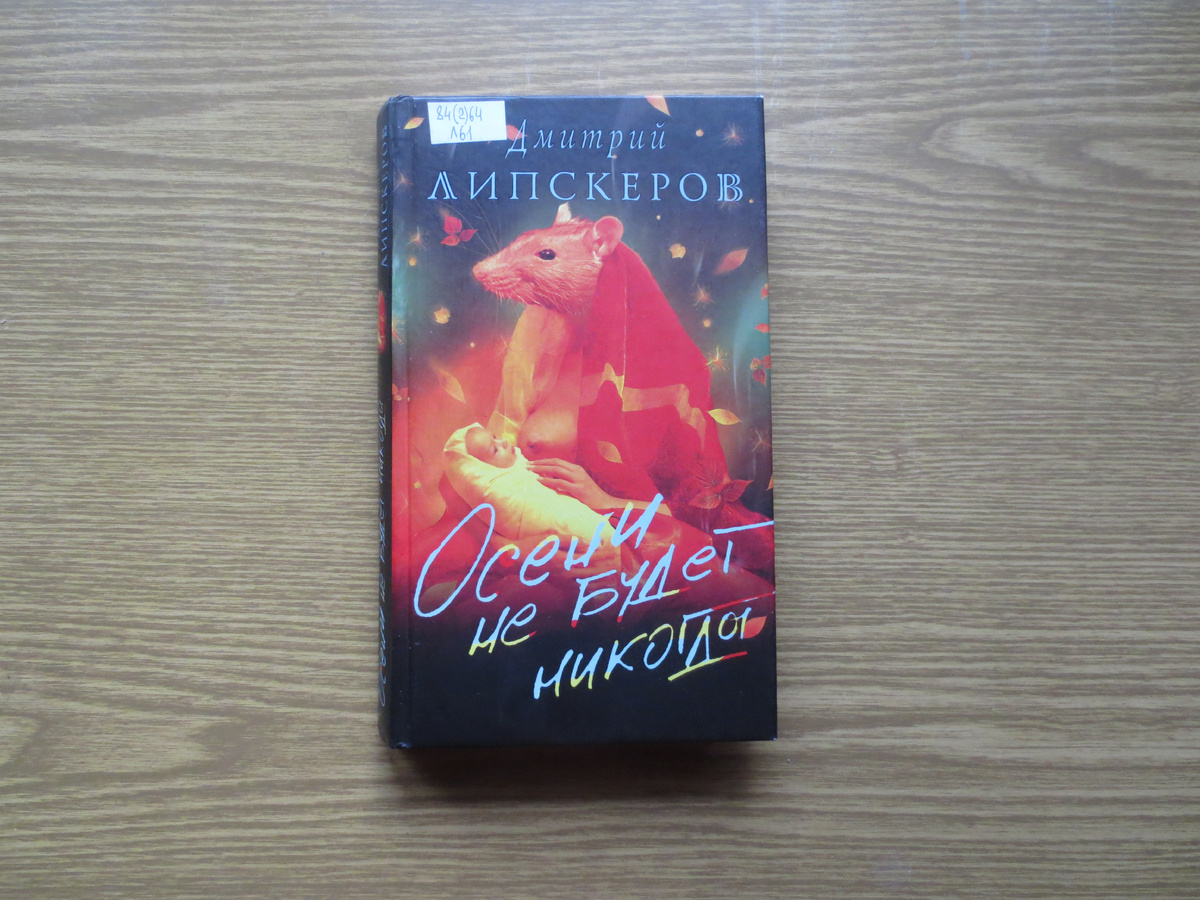 84(2)64
Л61
Дмитрий
ЛИПСКЕРОВ
Осени
не будет
никогда
ЛИПСКЕРОВ
Осени не будет никогда